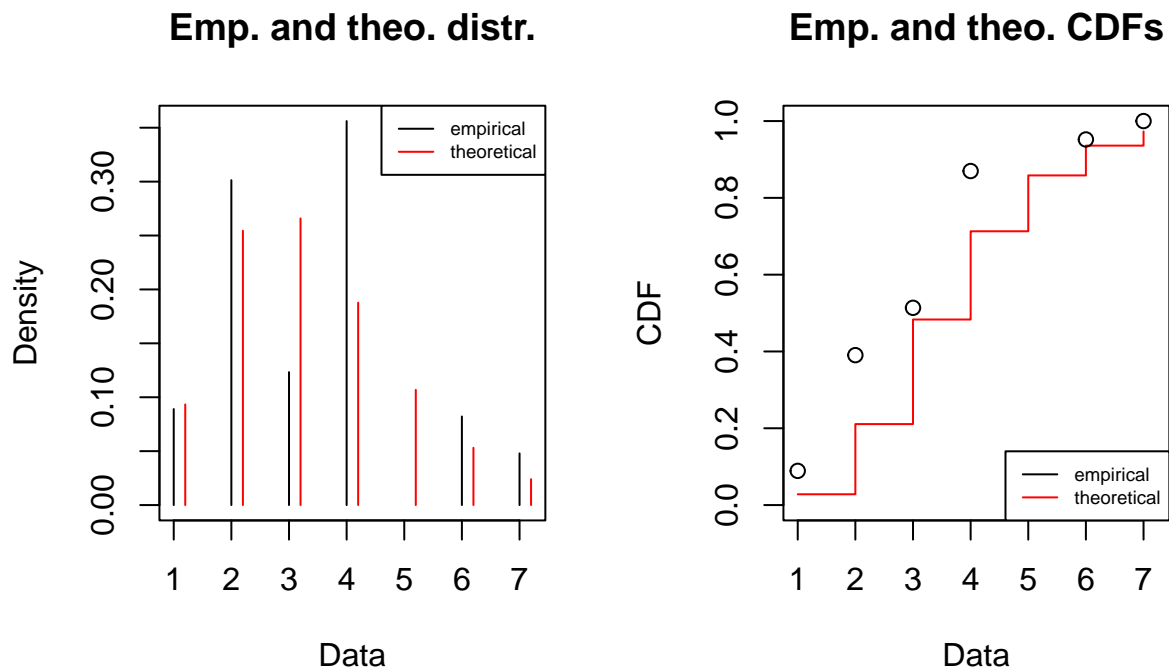 Emp. and theo. distr.
empirical
theoretical
Density
0.00
0.10
0.20
0.30
1 2 3 4 5 6 7
Data
Emp. and theo. CDFs
CDF
0.0
0.2
0.4
0.6
0.8
1.0
empirical
theoretical
1 2 3 4 5 6 7
Data